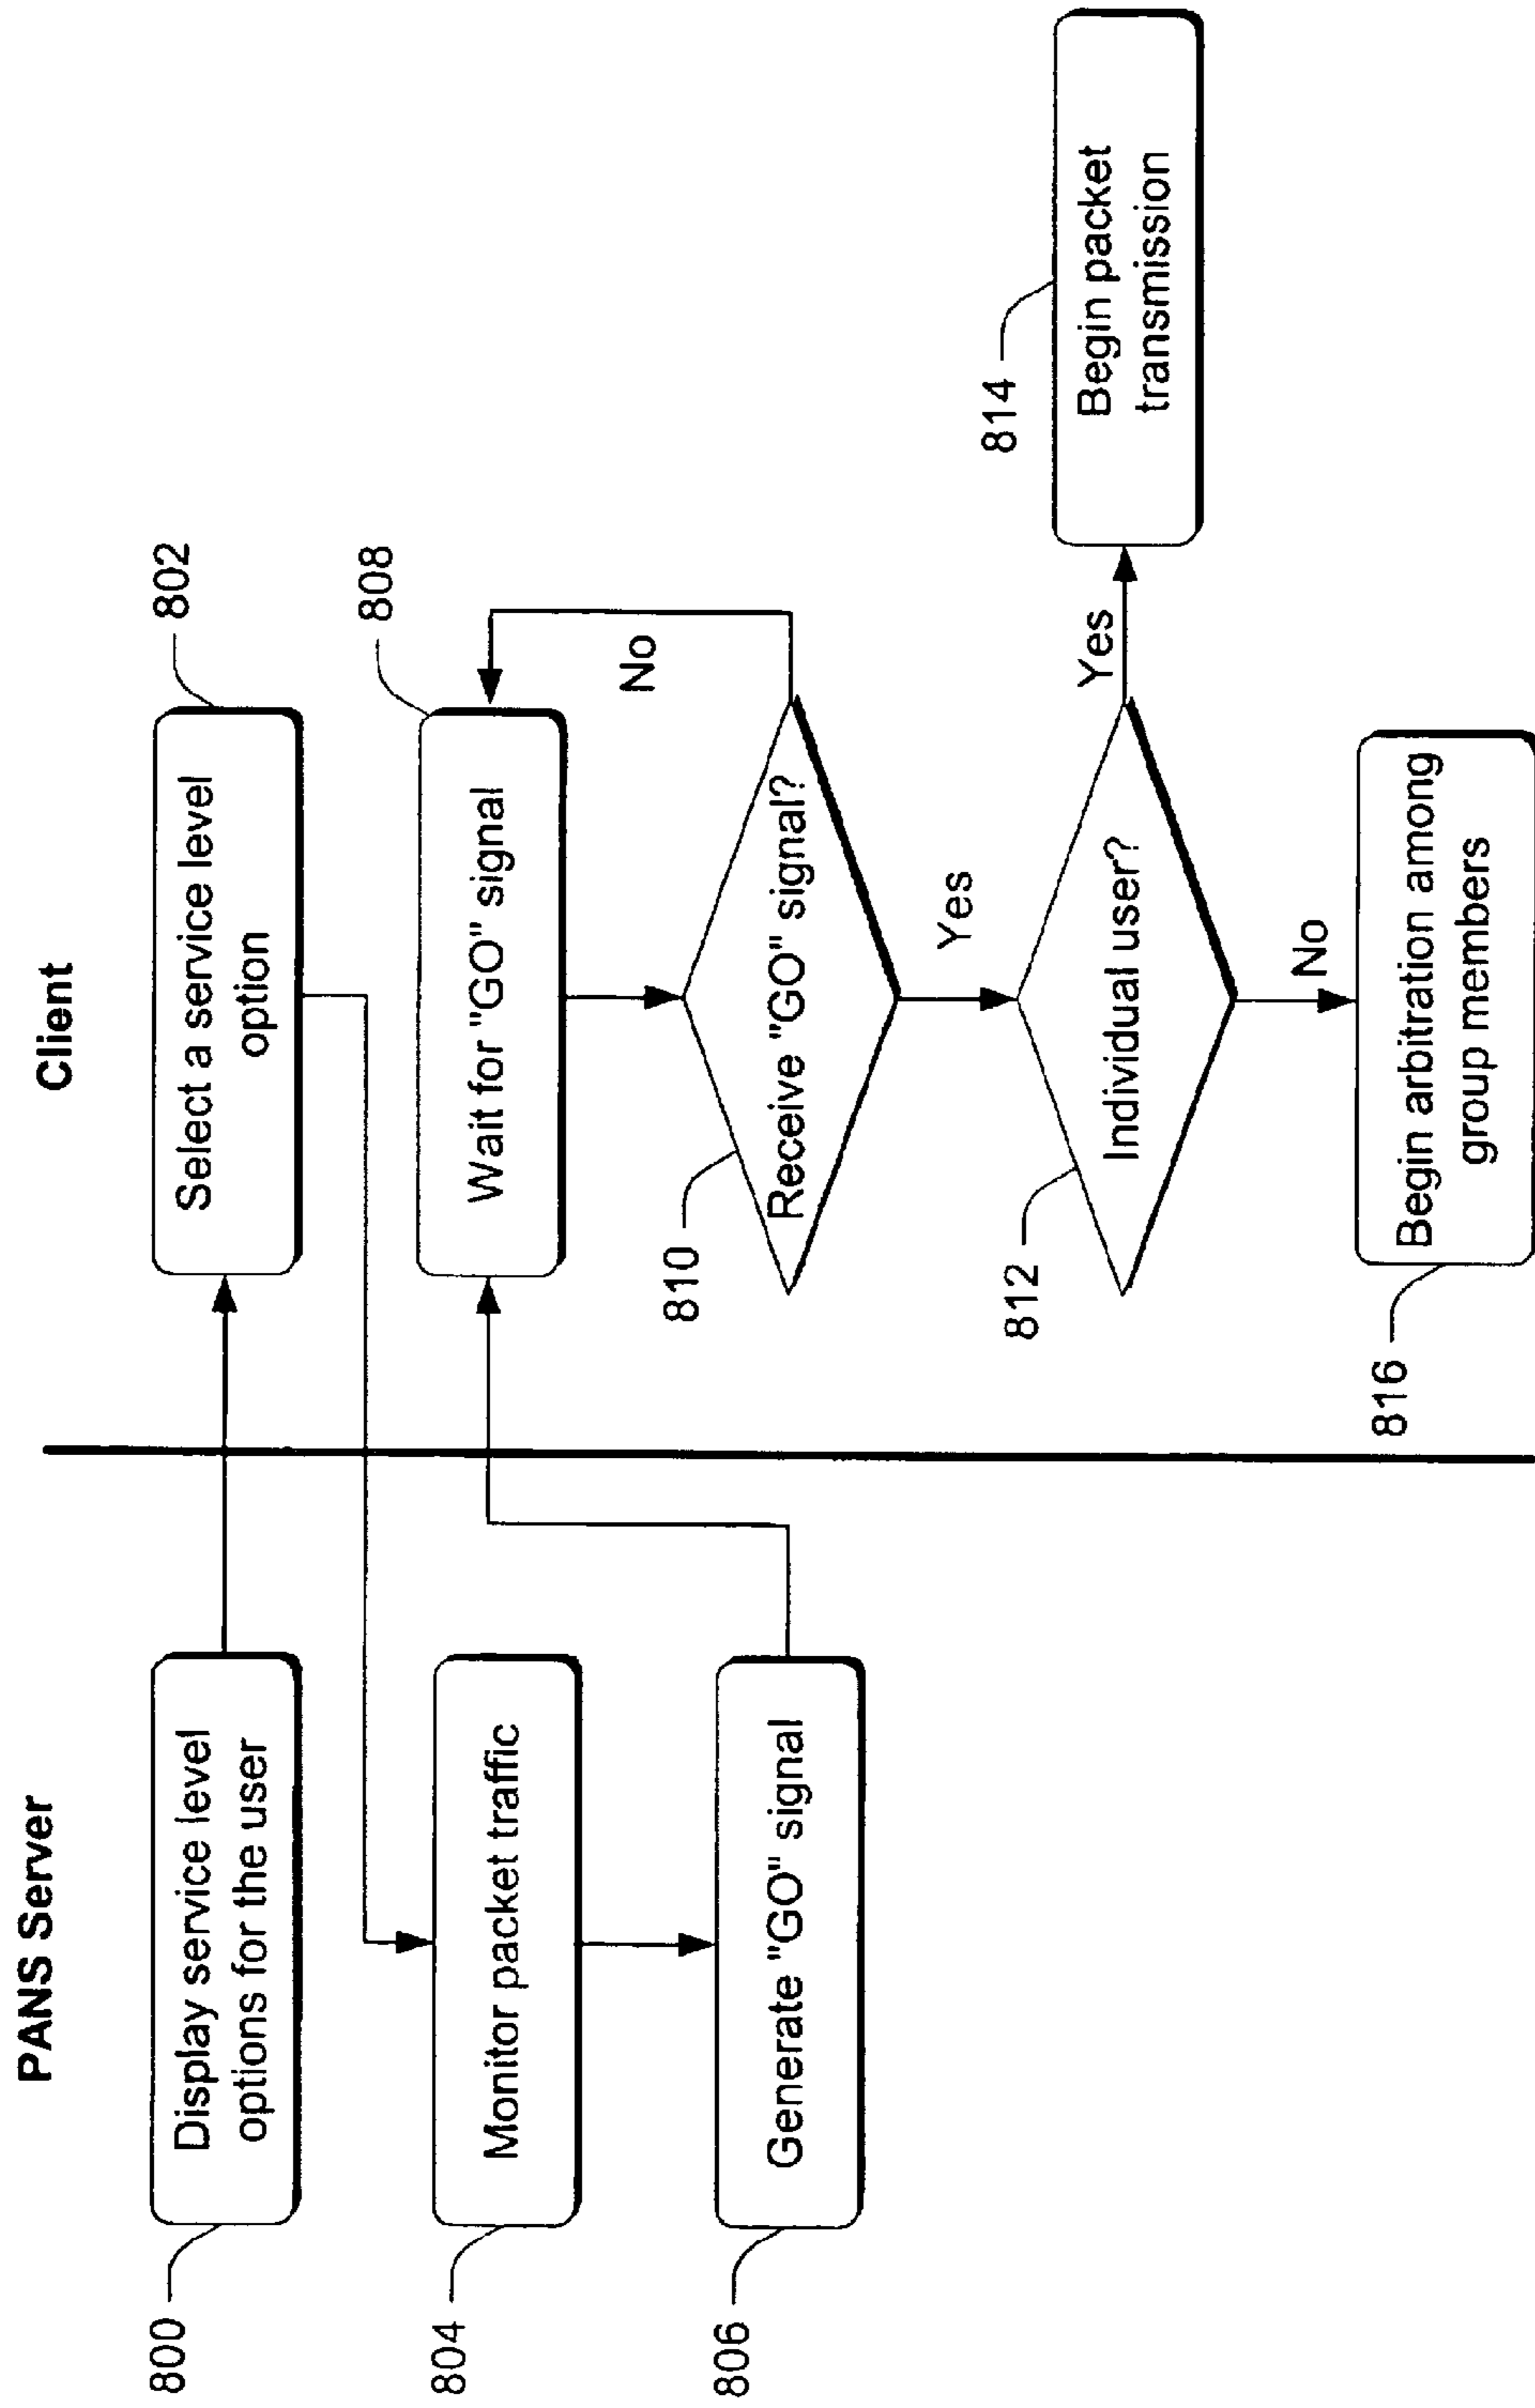 PANS Server
Client
800
Display service level
options for the user
802
Select a service level
option
804
Monitor packet traffic
808
Wait for "GO" signal
806
Generate "GO" signal
810
Receive "GO" signal?
No
Yes
812
Individual user?
Yes
814
Begin packet
transmission
No
816
Begin arbitration among
group members